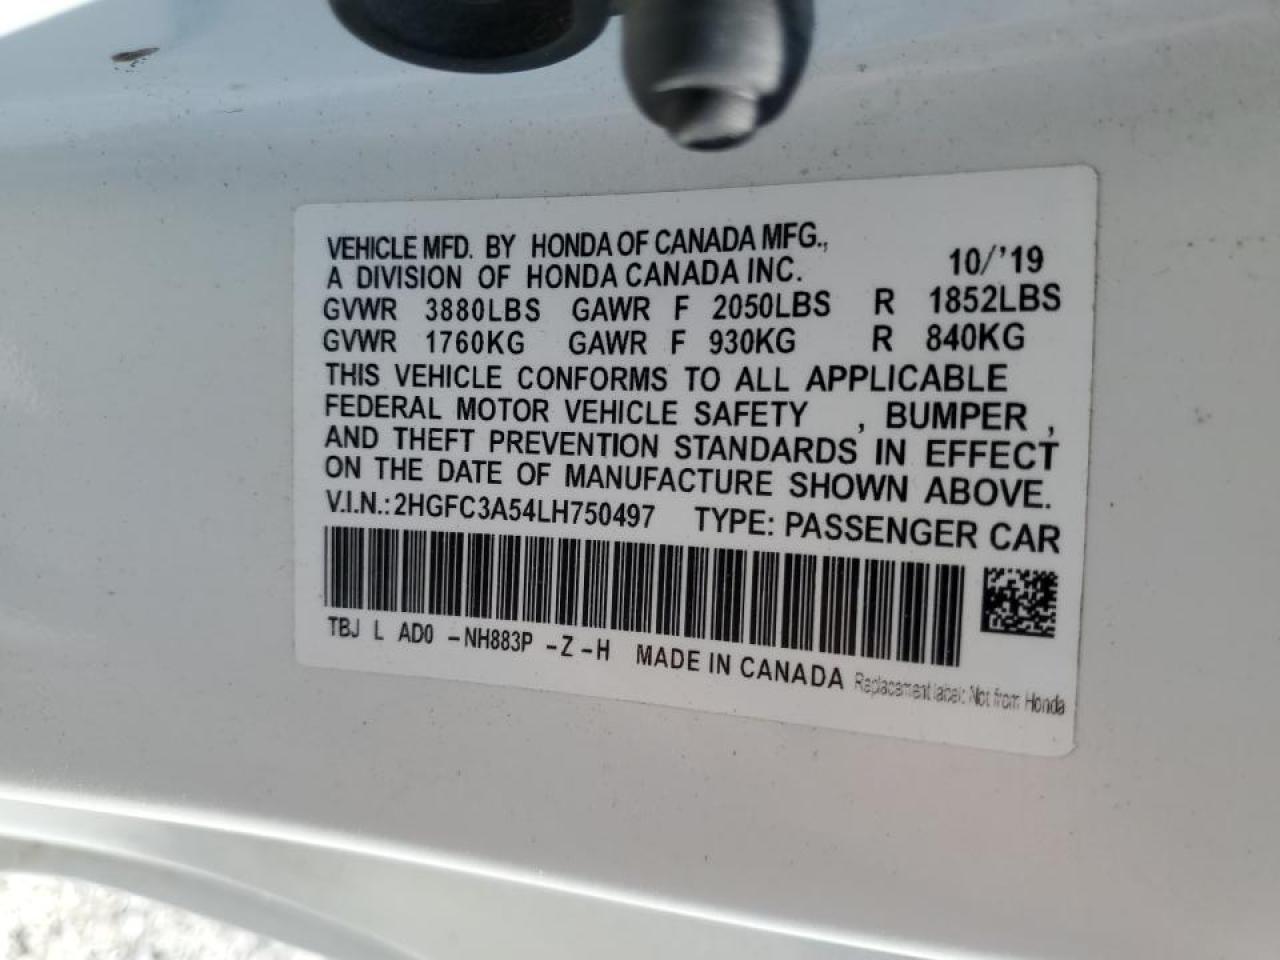 VEHICLE MFD. BY HONDA OF CANADA MFG.,
A DIVISION OF HONDA CANADA INC. 10/'19
GVWR 3880LBS GAWR F 2050LBS R 1852LBS
GVWR 1760KG GAWR F 930KG R 840KG
THIS VEHICLE CONFORMS TO ALL APPLICABLE
FEDERAL MOTOR VEHICLE SAFETY , BUMPER ,
AND THEFT PREVENTION STANDARDS IN EFFECT
ON THE DATE OF MANUFACTURE SHOWN ABOVE.
V.I.N.: 2HGFC3A54LH750497 TYPE: PASSENGER CAR
TBJ L AD0 -NH883P -Z-H MADE IN CANADA Replacement label: Not from Honda